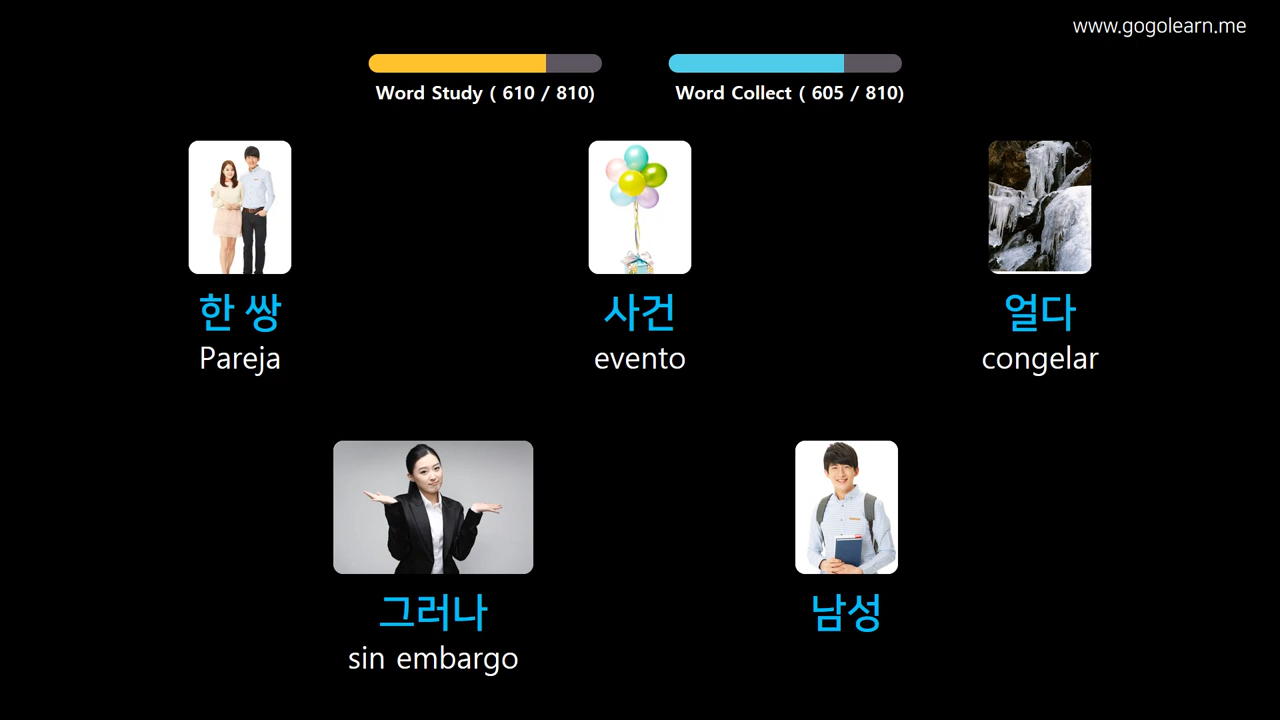 www.gogolearn.me
Word Study ( 610 / 810)
Word Collect ( 605 / 810)
한 쌍
Pareja
사건
evento
얼다
congelar
그러나
sin embargo
남성